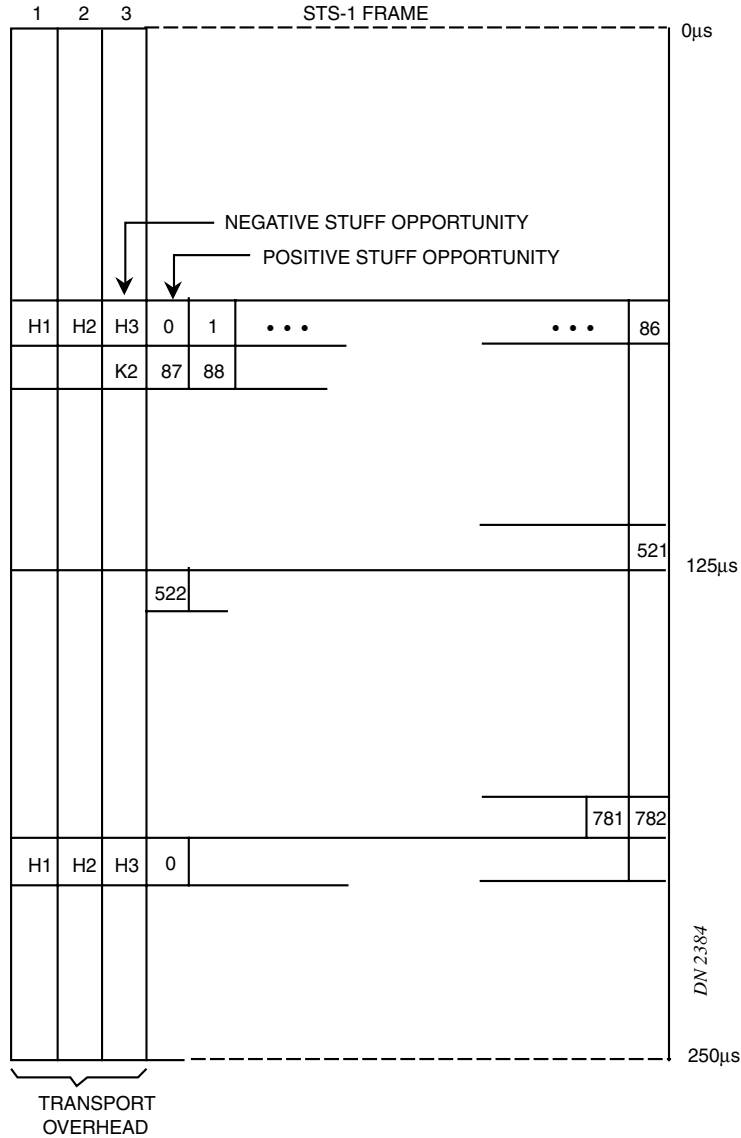 1 2 3 STS-1 FRAME
0µs
NEGATIVE STUFF OPPORTUNITY
POSITIVE STUFF OPPORTUNITY
H1 H2 H3 0 1 • • • • • • 86
K2 87 88
521
125µs
522
781 782
H1 H2 H3 0
DN 2384
250µs
TRANSPORT
OVERHEAD